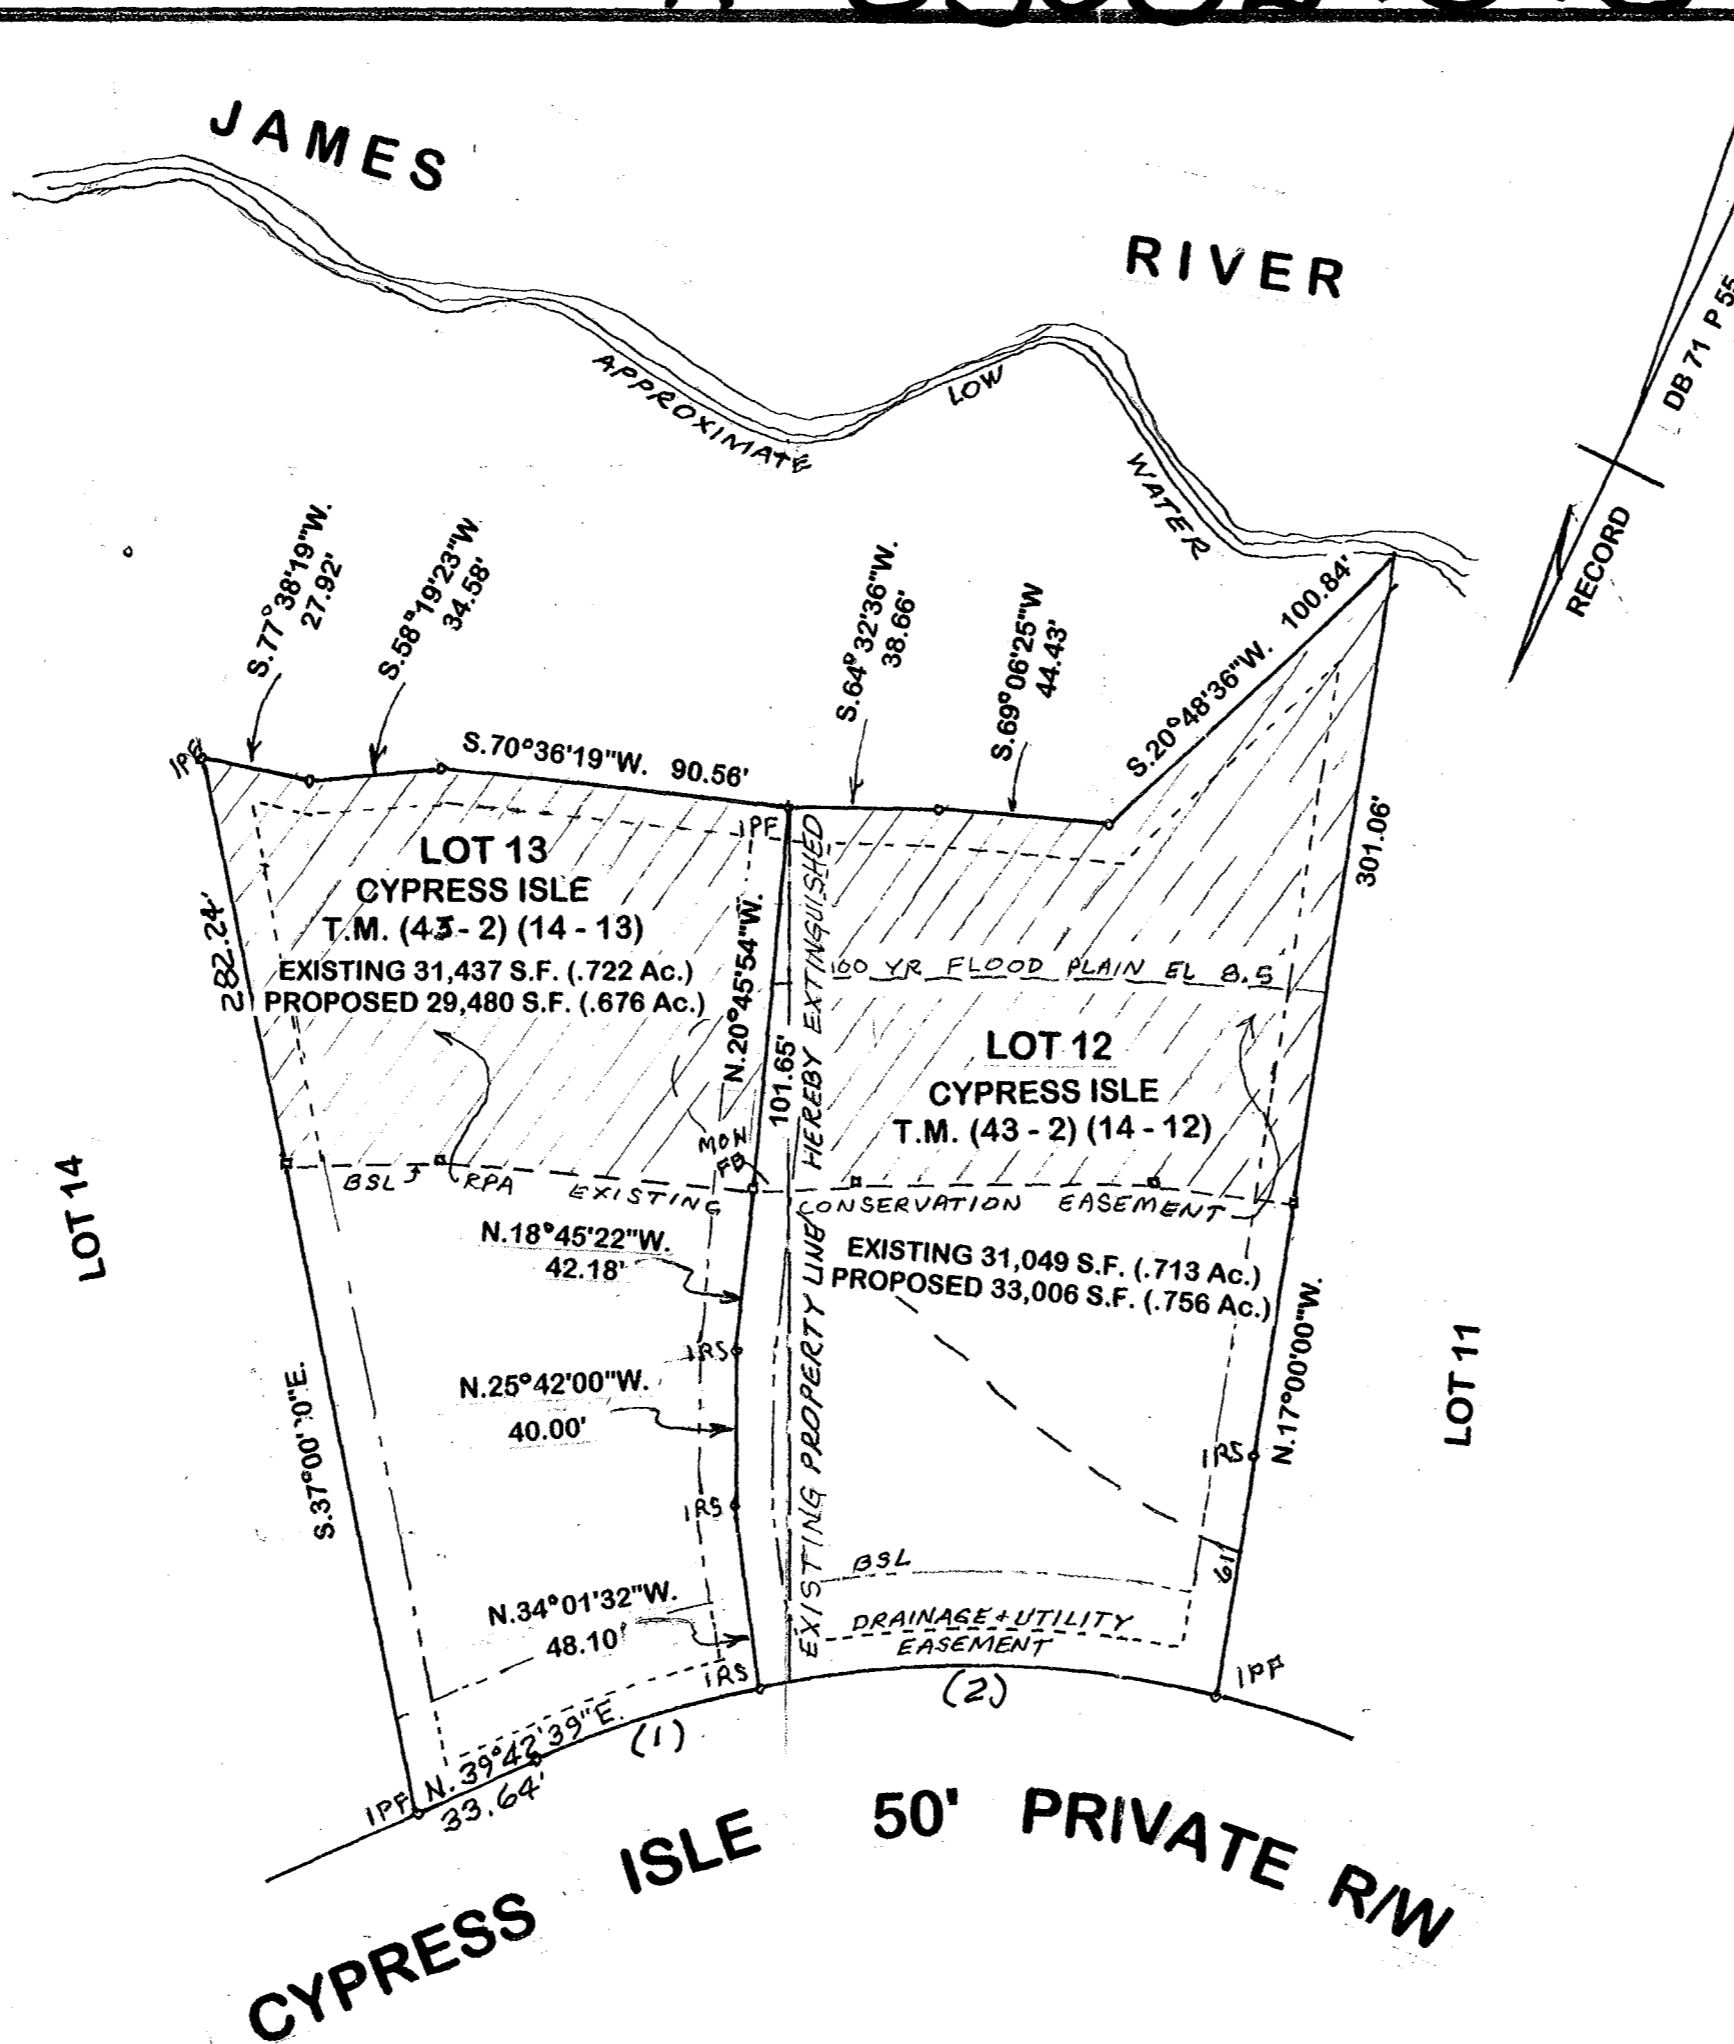 JAMES
RIVER
APPROXIMATE
LOW
WATER
DB 71 P 55
RECORD
S.77°38'19"W.
27.92'
S.58°19'23"W
34.58'
S.70°36'19"W. 90.56'
S.64°32'36"W.
38.66'
S.69°06'25"W
44.43'
S.20°48'36"W. 100.84'
IPF
IPF
LOT 13
CYPRESS ISLE
T.M. (43 - 2) (14 - 13)
EXISTING 31,437 S.F. (.722 Ac.)
PROPOSED 29,480 S.F. (.676 Ac.)
282.24'
N.20°45'54"W.
101.65'
EXISTING PROPERTY LINE HEREBY EXTINGUISHED
100 YR FLOOD PLAIN EL 8.5
301.06'
LOT 12
CYPRESS ISLE
T.M. (43 - 2) (14 - 12)
MON
BSL
RPA
EXISTING
CONSERVATION EASEMENT
LOT 14
N.18°45'22"W.
42.18'
EXISTING 31,049 S.F. (.713 Ac.)
PROPOSED 33,006 S.F. (.756 Ac.)
N.17°00'00"W.
LOT 11
IRS
N.25°42'00"W.
40.00'
IRS
IRS
S.37°00' 0"E.
BSL
61'
N.34°01'32"W.
48.10'
DRAINAGE + UTILITY
EASEMENT
IRS
IPF
(2)
(1)
IPF
N.39°42'39"E.
33.64'
CYPRESS ISLE 50' PRIVATE R/W